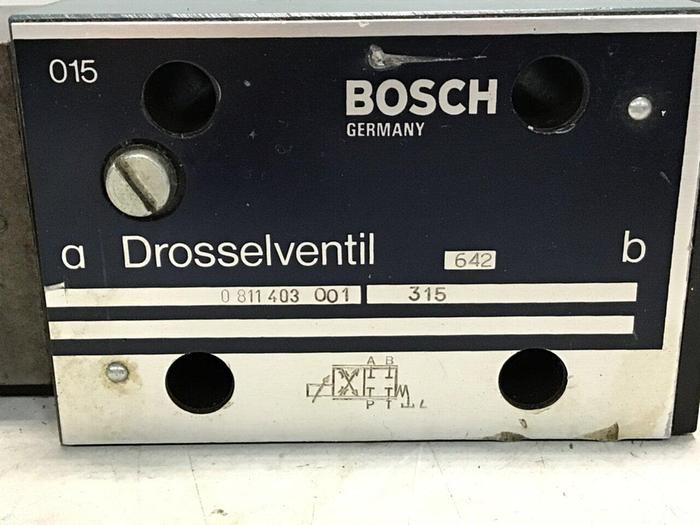 015
BOSCH
GERMANY
a Drosselventil 642 b
0 811 403 001 315
A B
P T L